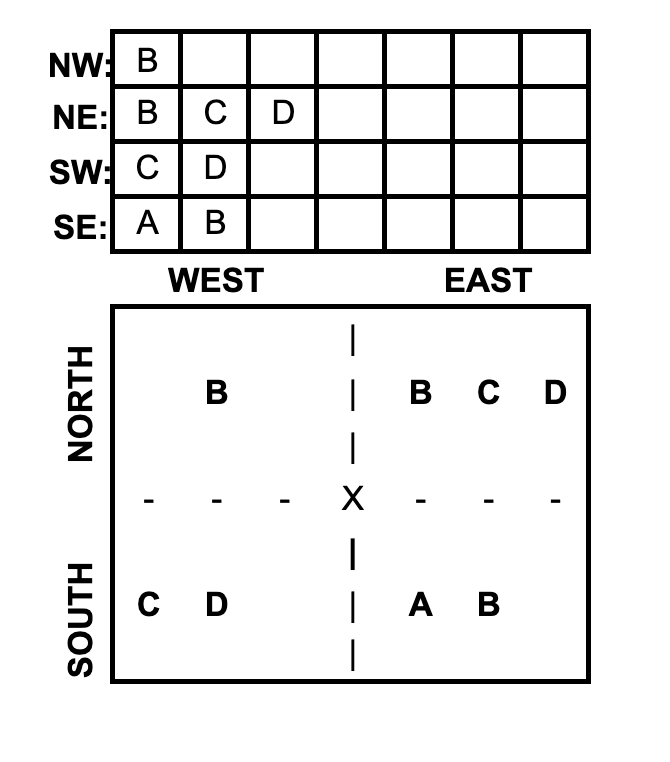 NW: B
NE: B C D
SW: C D
SE: A B
WEST EAST
|
NORTH B | B C D
|
- - - X - - -
|
SOUTH C D | A B
|